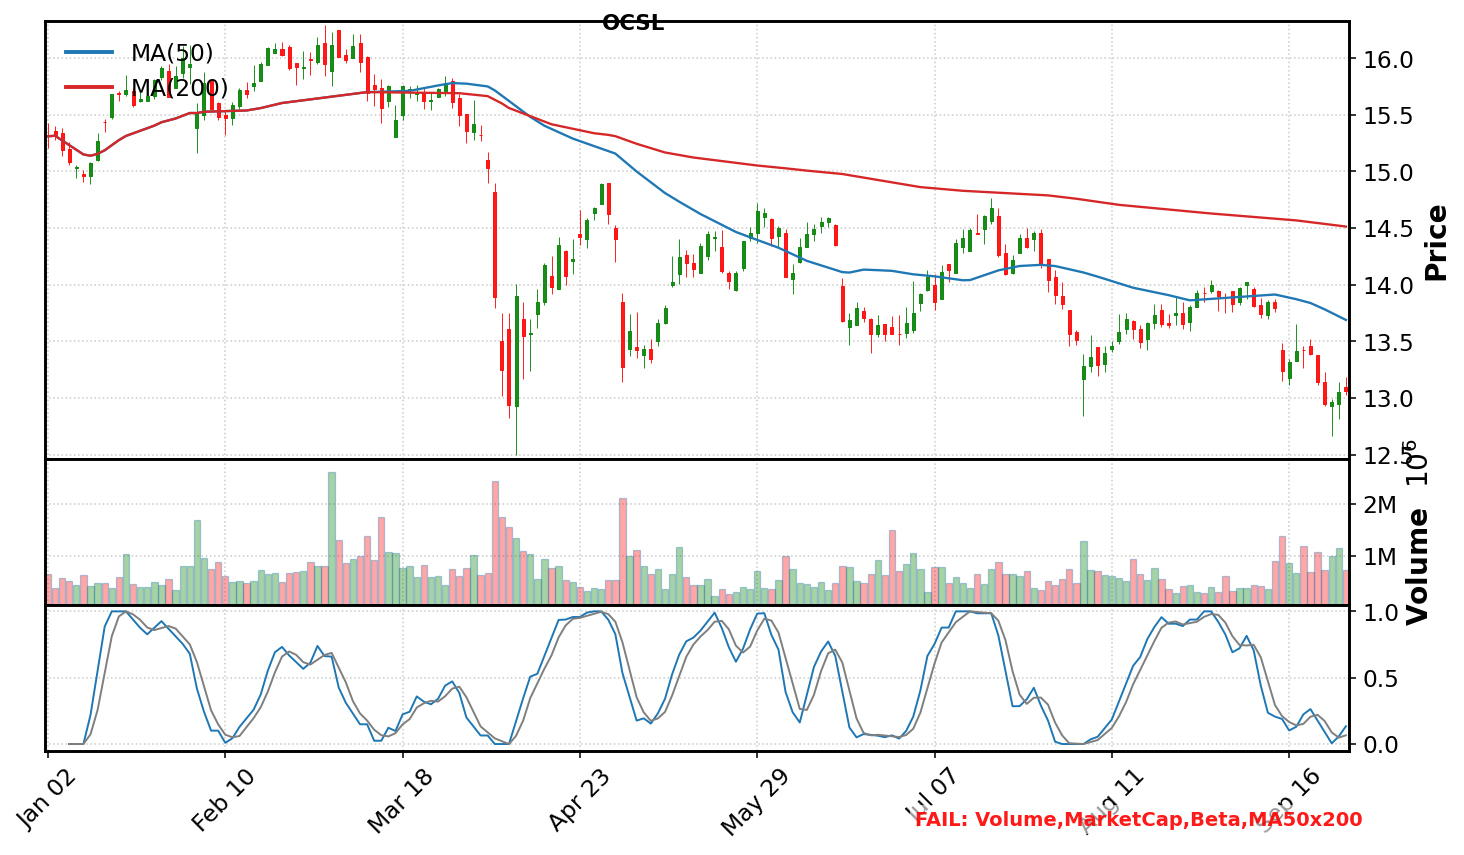 OCSL
MA(50)
MA(200)
16.0
15.5
15.0
14.5
14.0
13.5
13.0
12.5
Price
10⁶
Volume
2M
1M
1.0
0.5
0.0
Jan 02
Feb 10
Mar 18
Apr 23
May 29
Jul 07
Aug 11
Sep 16
FAIL: Volume,MarketCap,Beta,MA50x200